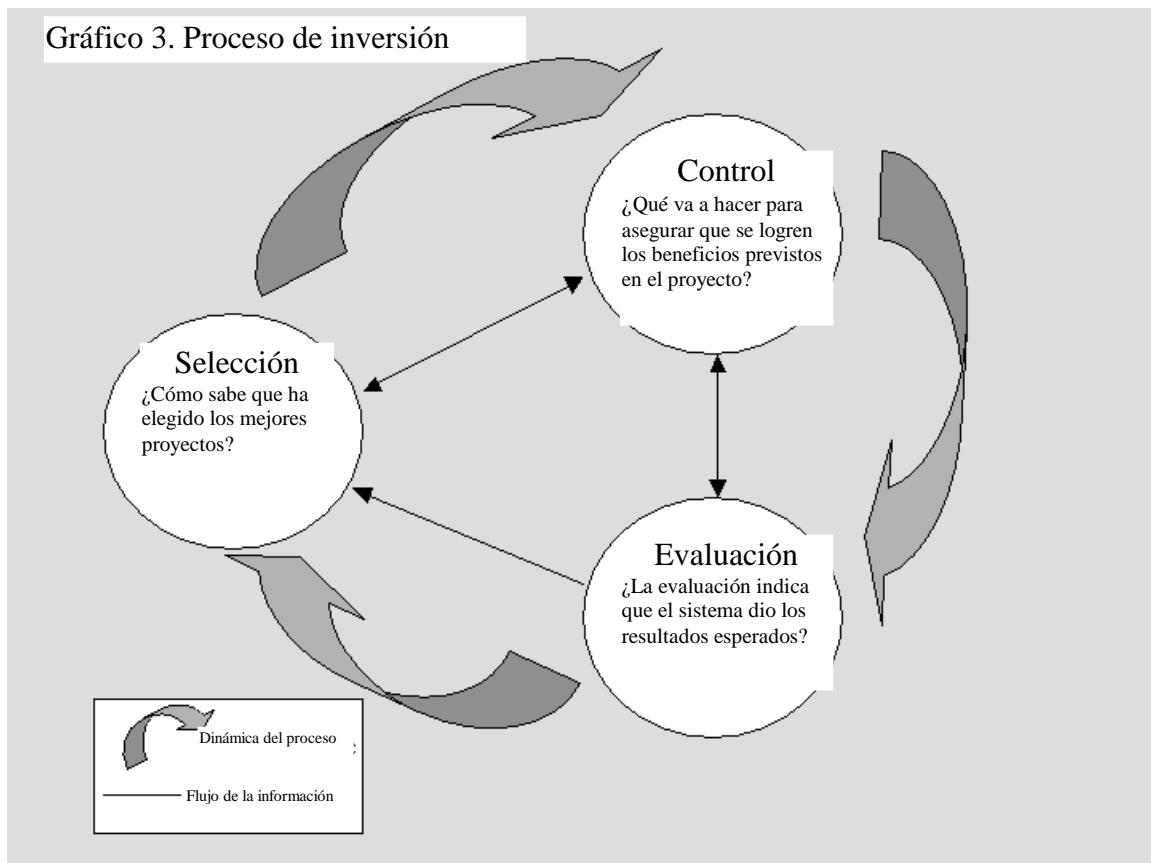 Gráfico 3. Proceso de inversión
Control
¿Qué va a hacer para
asegurar que se logren
los beneficios previstos
en el proyecto?
Selección
¿Cómo sabe que ha
elegido los mejores
proyectos?
Evaluación
¿La evaluación indica
que el sistema dio los
resultados esperados?
Dinámica del proceso
Flujo de la información